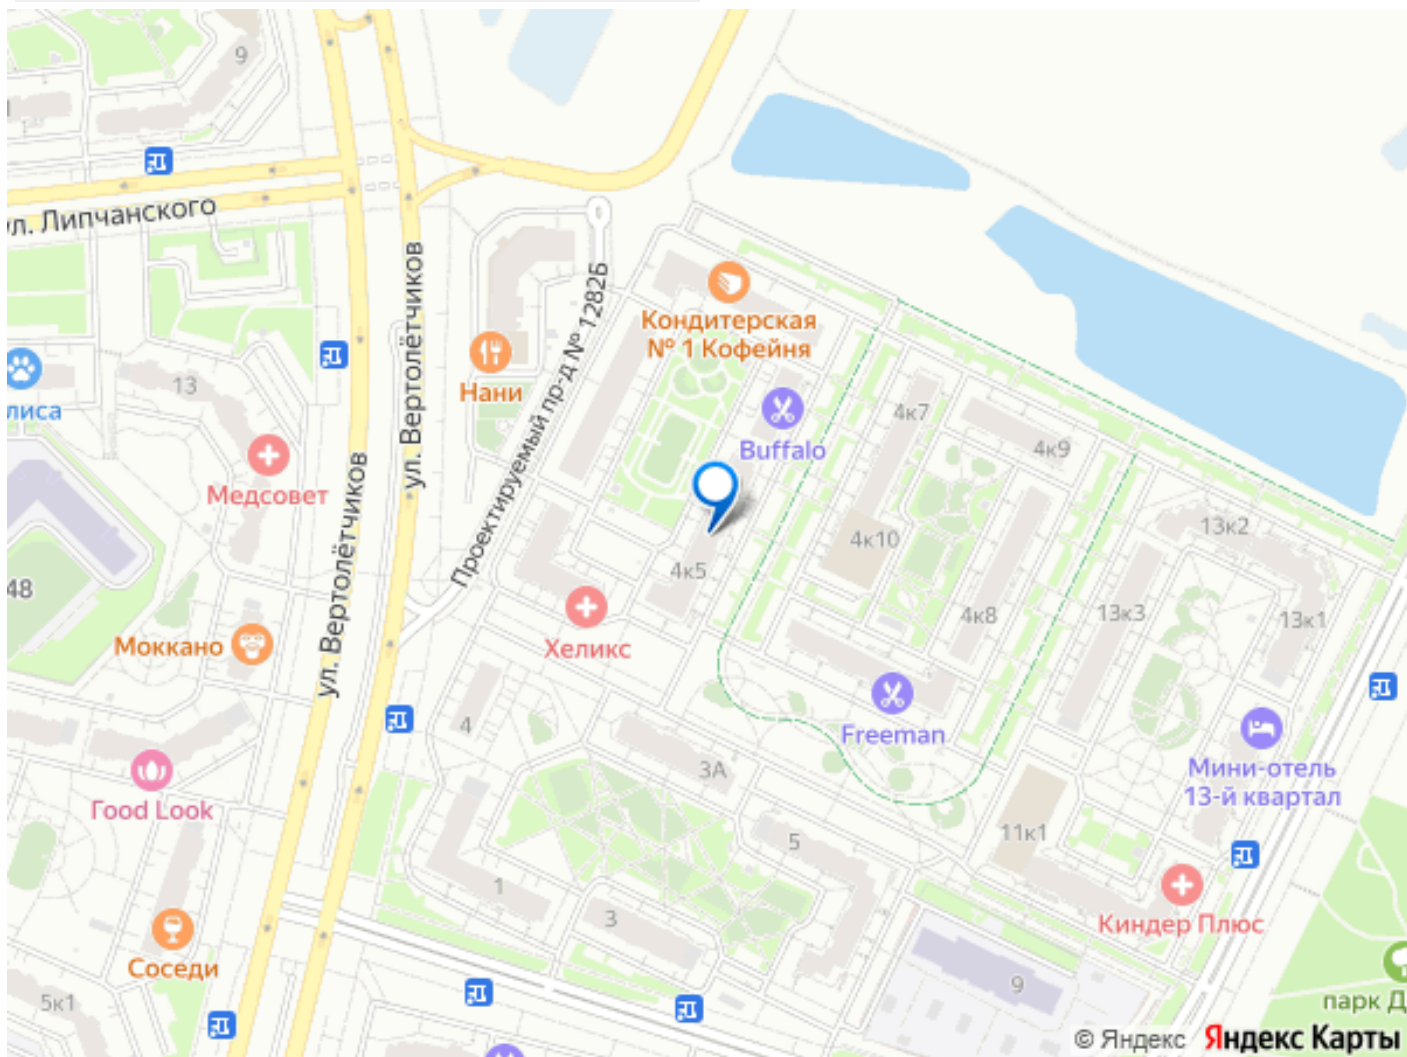 9
ул. Липчанского
ул. Вертолётчиков
Проектируемый пр-д № 1282Б
Кондитерская
№ 1 Кофейня
Нани
13
лиса
Медсовет
ул. Вертолётчиков
Buffalo
4к7
4к9
4к10
13к2
48
4к5
4к8
13к3
13к1
Хеликс
Моккано
4
Freeman
3А
Мини-отель
13-й квартал
Food Look
5
11к1
1
3
Киндер Плюс
Соседи
9
5к1
парк Д
© Яндекс Яндекс Карты